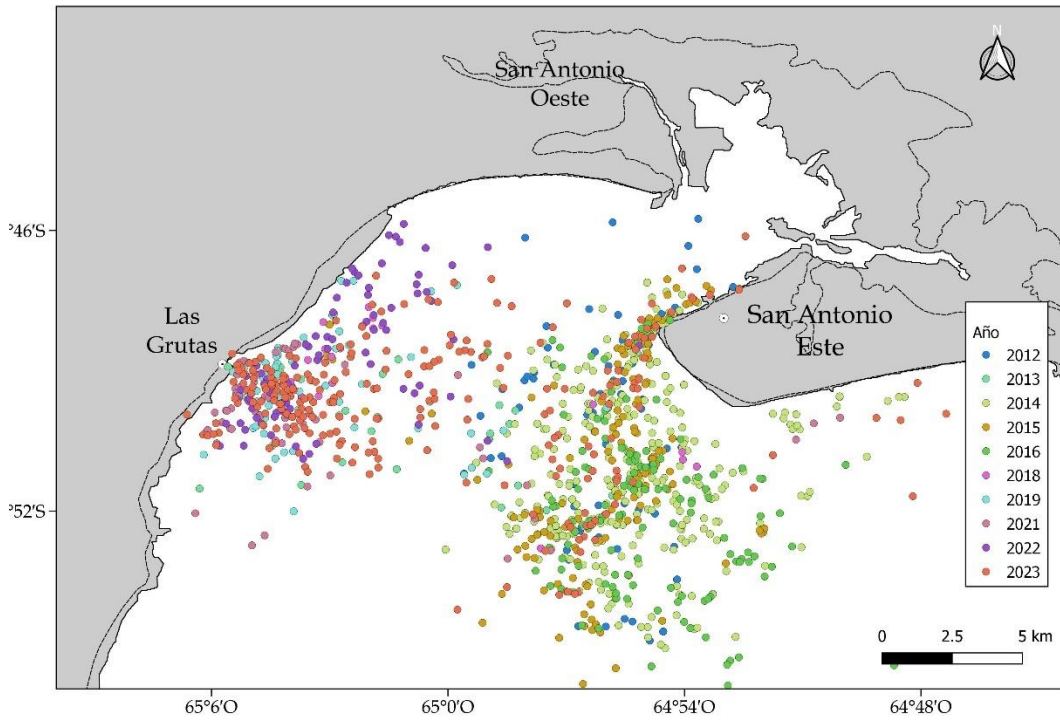 N
San Antonio
Oeste
°46'S
Las
Grutas
San Antonio
Este
Año
2012
2013
2014
2015
2016
2018
2019
2021
2022
2023
°52'S
0 2.5 5 km
65°6'O 65°0'O 64°54'O 64°48'O